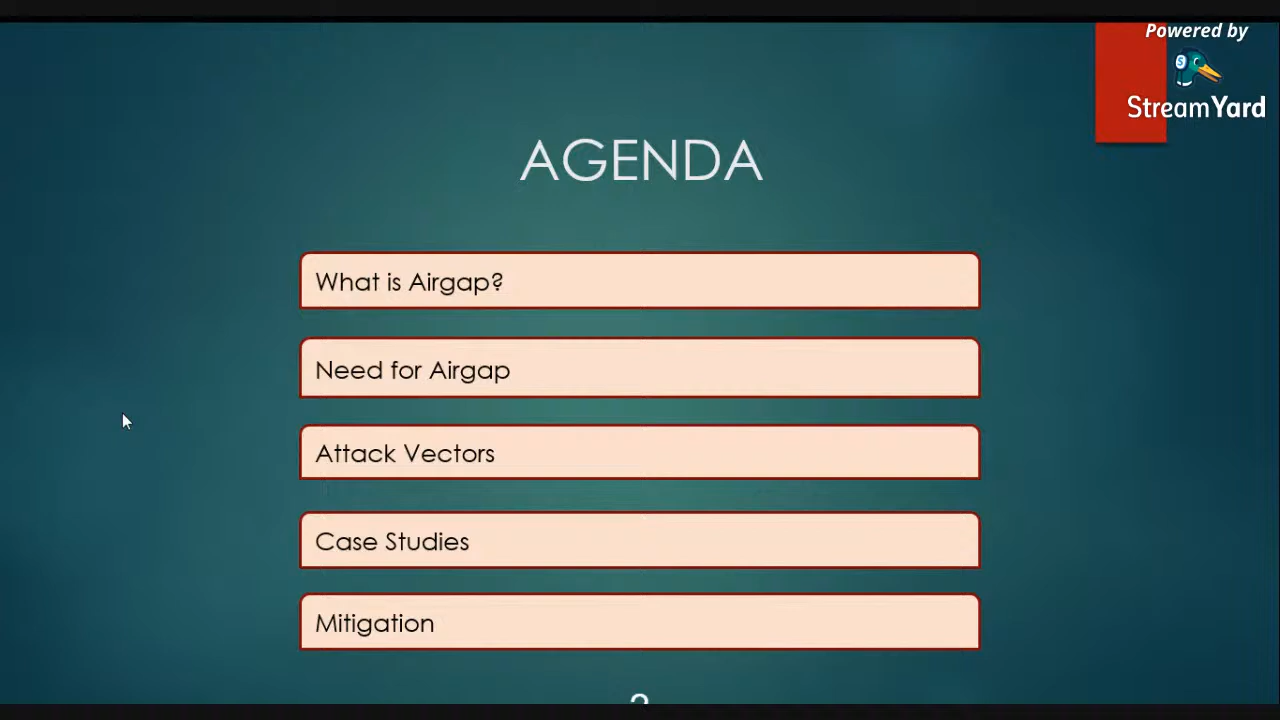 Powered by
StreamYard
AGENDA
What is Airgap?
Need for Airgap
Attack Vectors
Case Studies
Mitigation